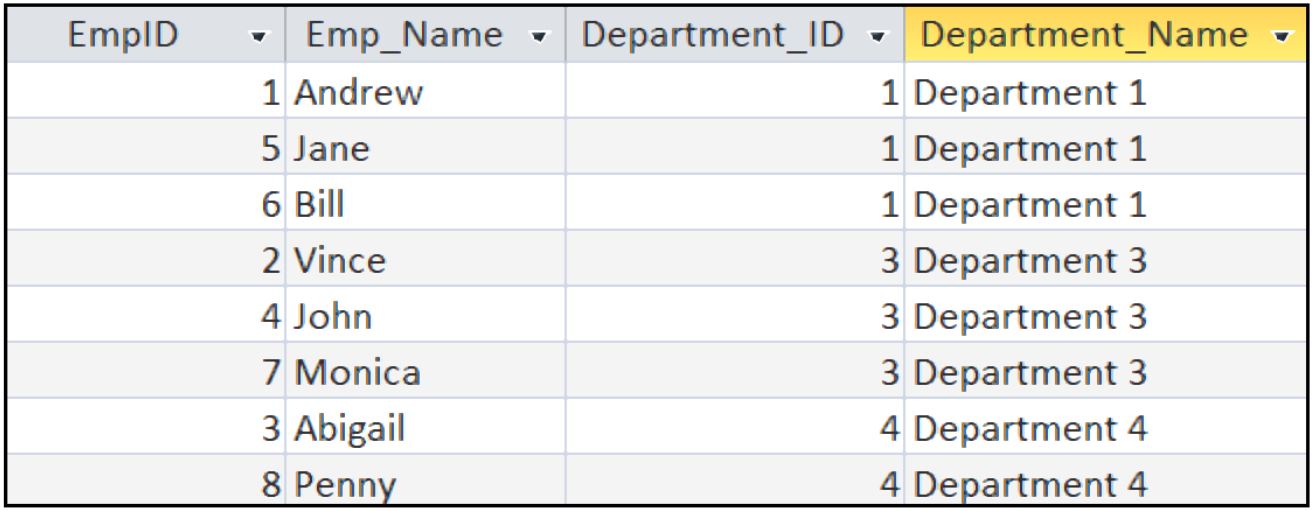 EmpID Emp_Name Department_ID Department_Name
1 Andrew 1 Department 1
5 Jane 1 Department 1
6 Bill 1 Department 1
2 Vince 3 Department 3
4 John 3 Department 3
7 Monica 3 Department 3
3 Abigail 4 Department 4
8 Penny 4 Department 4